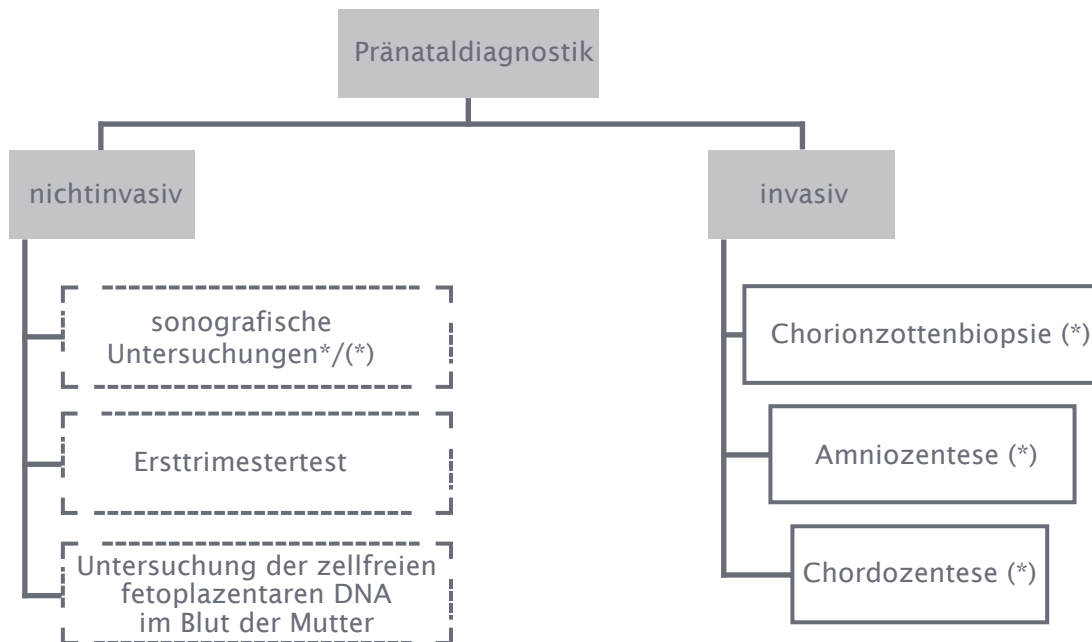 Pränataldiagnostik
nichtinvasiv
sonografische
Untersuchungen*/(*)
Ersttrimestertest
Untersuchung der zellfreien
fetoplazentaren DNA
im Blut der Mutter
invasiv
Chorionzottenbiopsie (*)
Amniozentese (*)
Chordozentese (*)